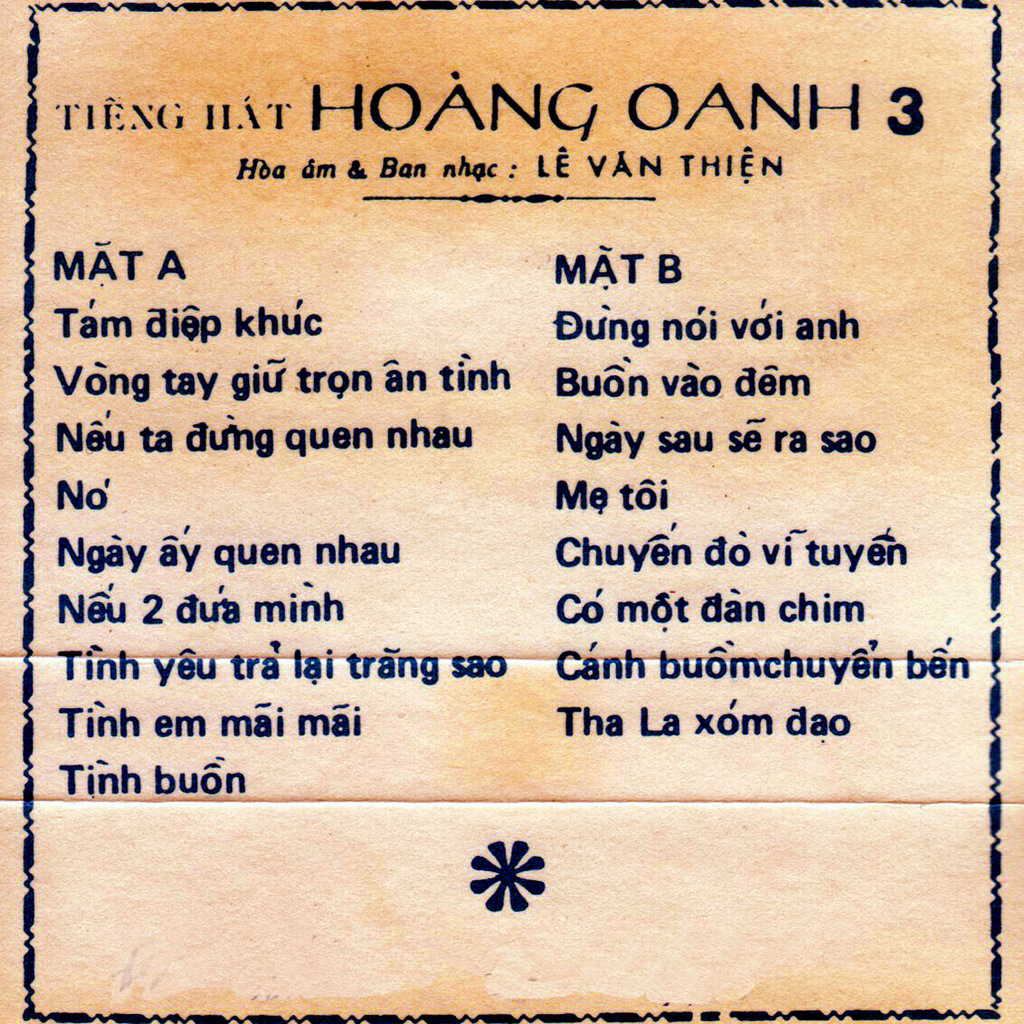 TIẾNG HÁT HOÀNG OANH 3
Hòa âm & Ban nhạc : LÊ VĂN THIỆN
MẶT A
Tám điệp khúc
Vòng tay giữ trọn ân tình
Nếu ta đừng quen nhau
Nơ
Ngày ấy quen nhau
Nếu 2 đứa mình
Tình yêu trả lại trăng sao
Tình em mãi mãi
Tình buồn
MẶT B
Đừng nói với anh
Buồn vào đêm
Ngày sau sẽ ra sao
Mẹ tôi
Chuyến đò vĩ tuyến
Có một đàn chim
Cánh buồmchuyển bến
Tha La xóm đạo